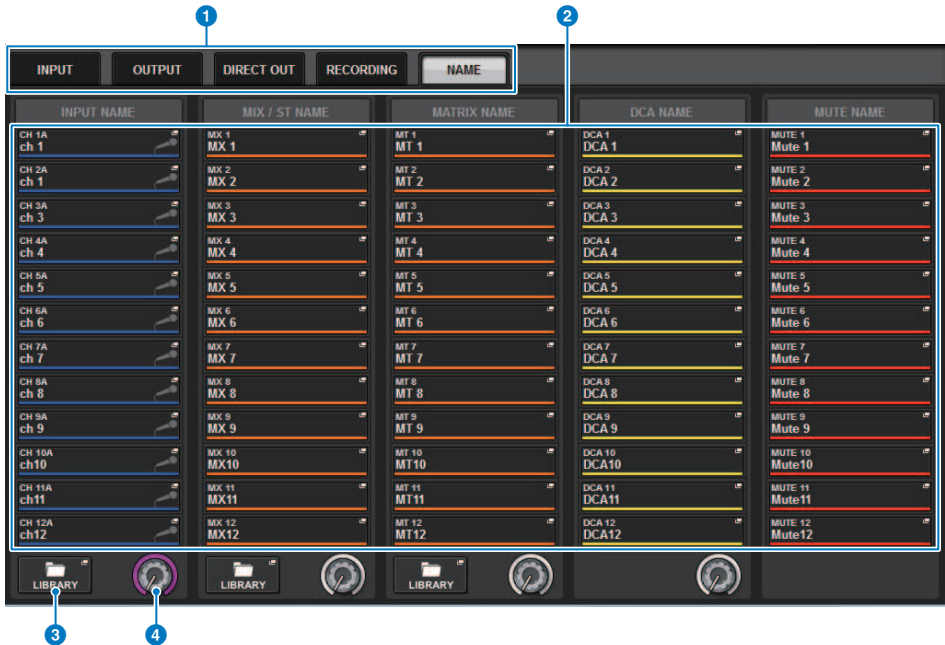 1 2
INPUT OUTPUT DIRECT OUT RECORDING NAME
INPUT NAME MIX / ST NAME MATRIX NAME DCA NAME MUTE NAME
CH 1A MX 1 MT 1 DCA 1 MUTE 1
ch 1 MX 1 MT 1 DCA 1 Mute 1
CH 2A MX 2 MT 2 DCA 2 MUTE 2
ch 1 MX 2 MT 2 DCA 2 Mute 2
CH 3A MX 3 MT 3 DCA 3 MUTE 3
ch 3 MX 3 MT 3 DCA 3 Mute 3
CH 4A MX 4 MT 4 DCA 4 MUTE 4
ch 4 MX 4 MT 4 DCA 4 Mute 4
CH 5A MX 5 MT 5 DCA 5 MUTE 5
ch 5 MX 5 MT 5 DCA 5 Mute 5
CH 6A MX 6 MT 6 DCA 6 MUTE 6
ch 6 MX 6 MT 6 DCA 6 Mute 6
CH 7A MX 7 MT 7 DCA 7 MUTE 7
ch 7 MX 7 MT 7 DCA 7 Mute 7
CH 8A MX 8 MT 8 DCA 8 MUTE 8
ch 8 MX 8 MT 8 DCA 8 Mute 8
CH 9A MX 9 MT 9 DCA 9 MUTE 9
ch 9 MX 9 MT 9 DCA 9 Mute 9
CH 10A MX 10 MT 10 DCA 10 MUTE 10
ch10 MX10 MT10 DCA10 Mute10
CH 11A MX 11 MT 11 DCA 11 MUTE 11
ch11 MX11 MT11 DCA11 Mute11
CH 12A MX 12 MT 12 DCA 12 MUTE 12
ch12 MX12 MT12 DCA12 Mute12
LIBRARY LIBRARY LIBRARY
3 4